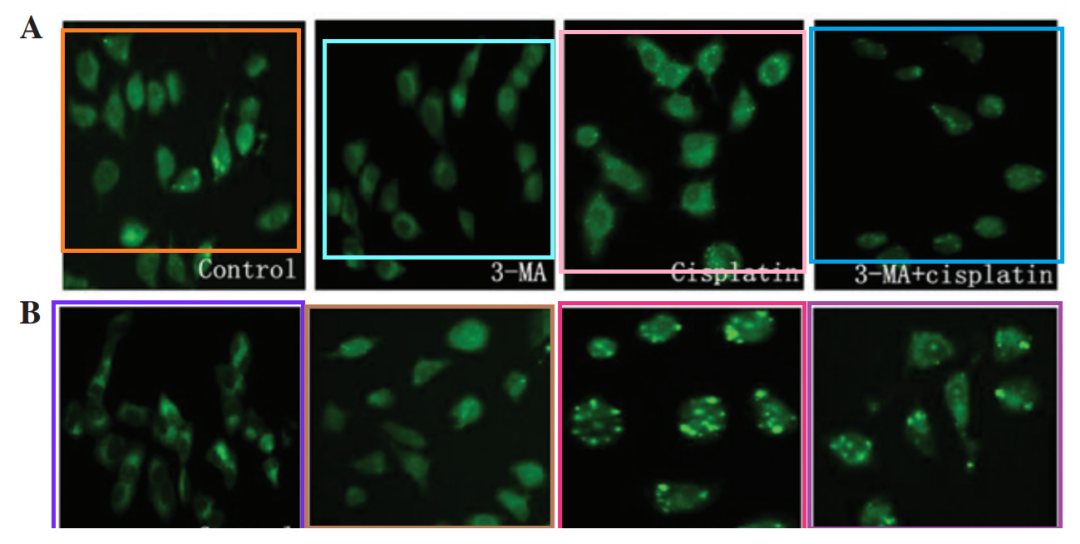 A
Control
3-MA
Cisplatin
3-MA+cisplatin
B